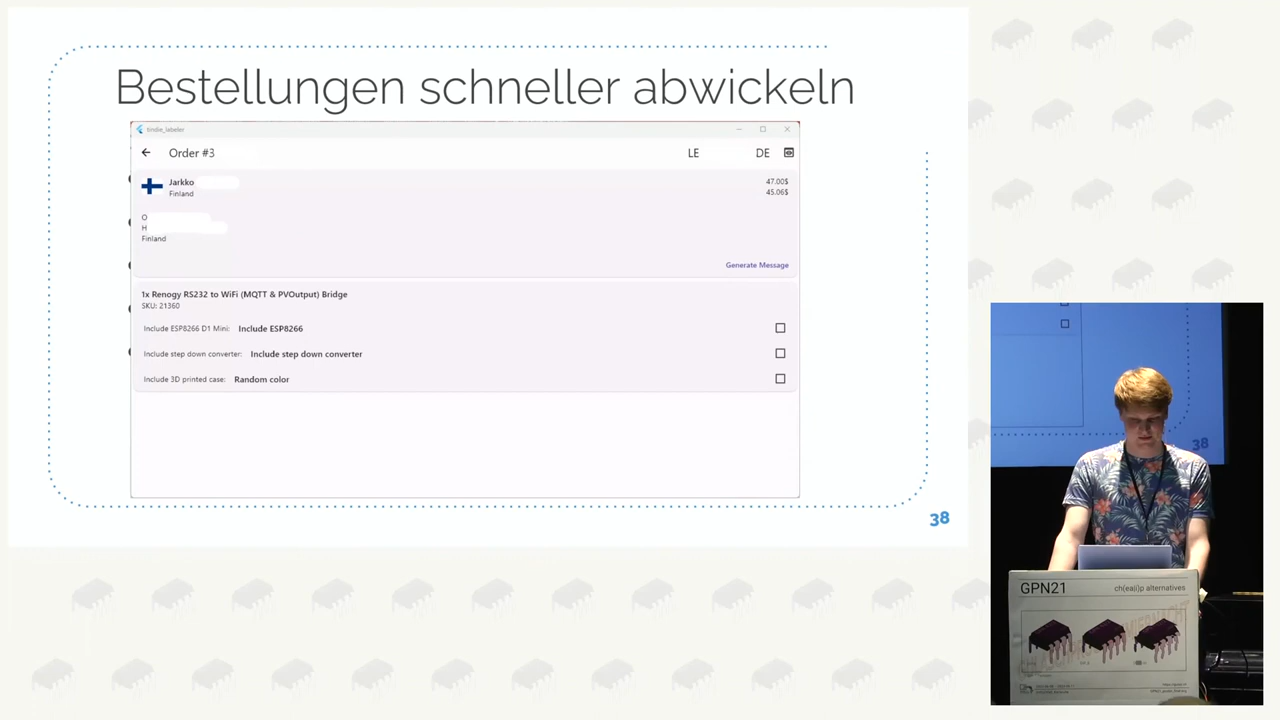 Bestellungen schneller abwickeln
tindie_labeler
Order #3
LE DE
Jarkko
Finland
47.00$
45.06$
O
H
Finland
Generate Message
1x Renogy RS232 to WiFi (MQTT & PVOutput) Bridge
SKU: 21360
Include ESP8266 D1 Mini: Include ESP8266
Include step down converter: Include step down converter
Include 3D printed case: Random color
38
38
GPN21
ch(ea(i)p alternatives